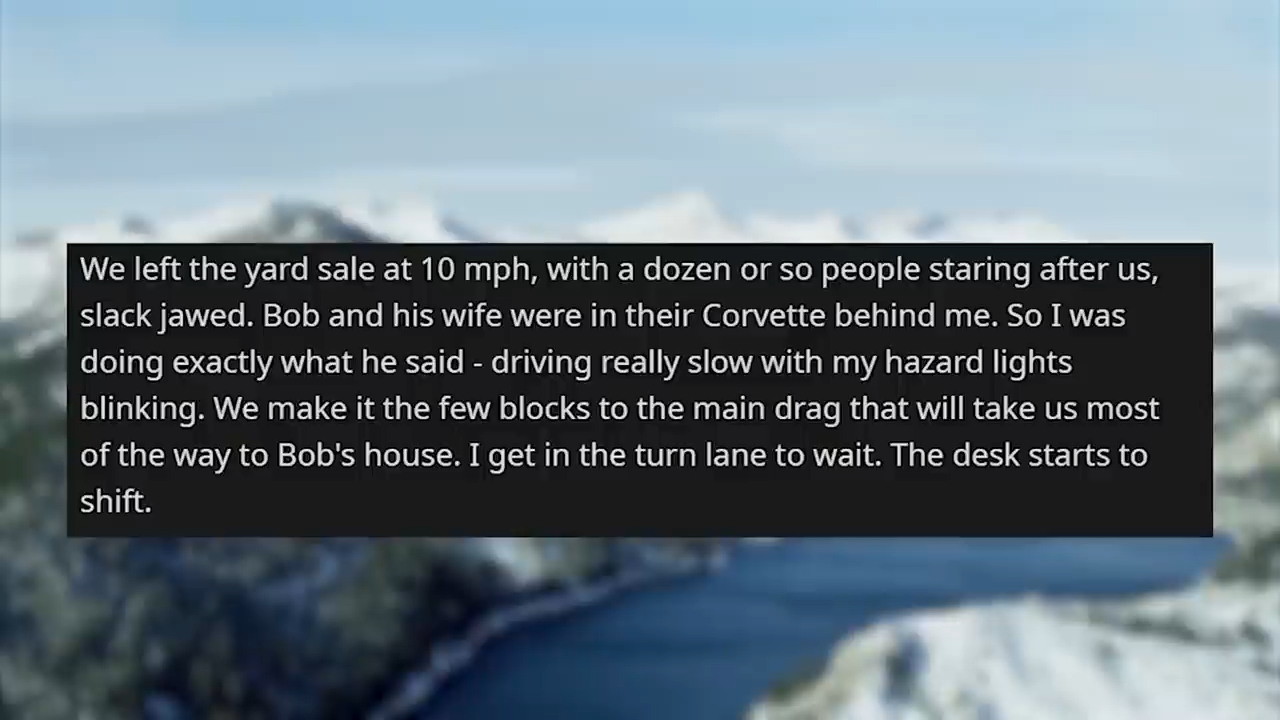 We left the yard sale at 10 mph, with a dozen or so people staring after us,
slack jawed. Bob and his wife were in their Corvette behind me. So I was
doing exactly what he said - driving really slow with my hazard lights
blinking. We make it the few blocks to the main drag that will take us most
of the way to Bob's house. I get in the turn lane to wait. The desk starts to
shift.